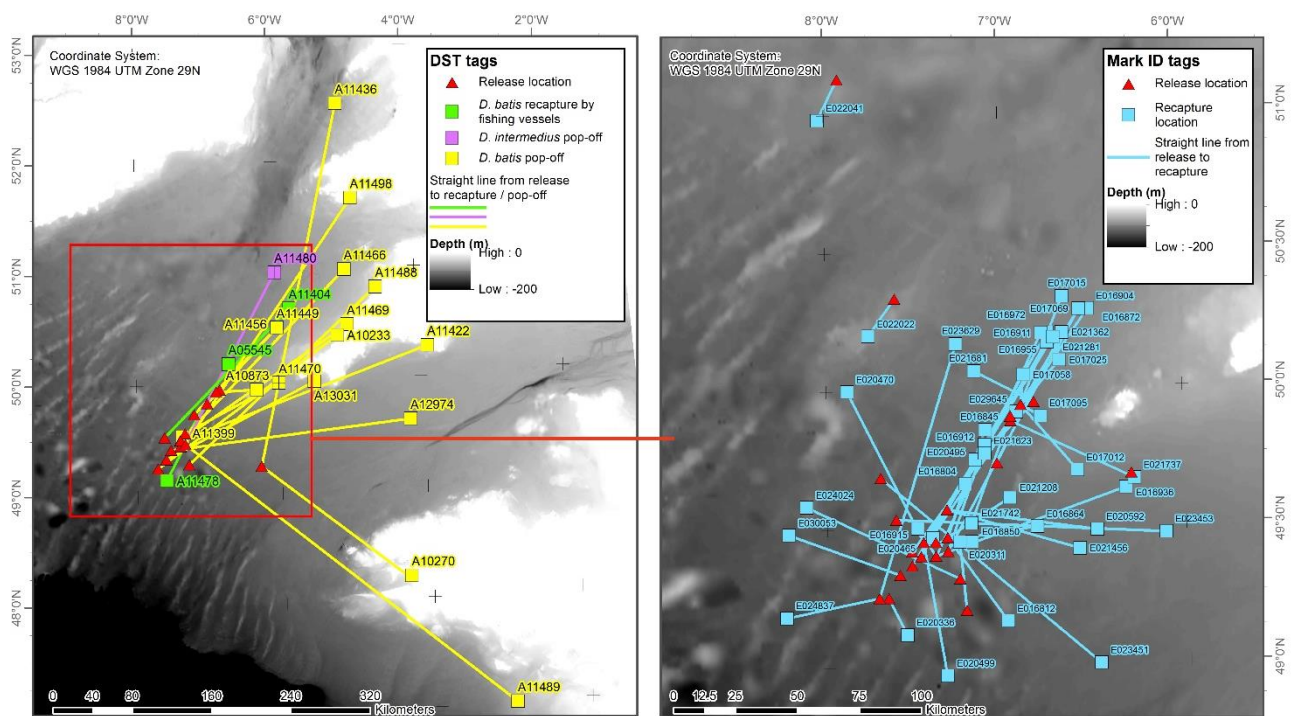 8°0'W 6°0'W 4°0'W 2°0'W
53°0'N
52°0'N
51°0'N
50°0'N
49°0'N
48°0'N
Coordinate System:
WGS 1984 UTM Zone 29N
DST tags
Release location
D. batis recapture by
fishing vessels
D. intermedius pop-off
D. batis pop-off
Straight line from release
to recapture / pop-off
Depth (m)
High : 0
Low : -200
A11436
A11498
A11480
A11466
A11488
A11404
A11449
A11456
A11469
A10233
A11422
A05545
A10873
A11470
A13031
A12974
A11399
A11478
A10270
A11489
0 40 80 160 240 320
Kilometers
8°0'W 7°0'W 6°0'W
51°0'N
50°30'N
50°0'N
49°30'N
49°0'N
Coordinate System:
WGS 1984 UTM Zone 29N
Mark ID tags
Release location
Recapture
location
Straight line from
release to
recapture
Depth (m)
High : 0
Low : -200
E022041
E022022
E017015
E016904
E017069
E016972
E016872
E023629
E016911
E021362
E016955
E021281
E021681
E017025
E017058
E020470
E029645
E017095
E016845
E016912
E021623
E020495
E017012
E021737
E016804
E016936
E021208
E024024
E021742
E016864
E020592
E023453
E030053
E016915
E016850
E020465
E020311
E021456
E024837
E016812
E020336
E023451
E020499
0 12.5 25 50 75 100
Kilometers